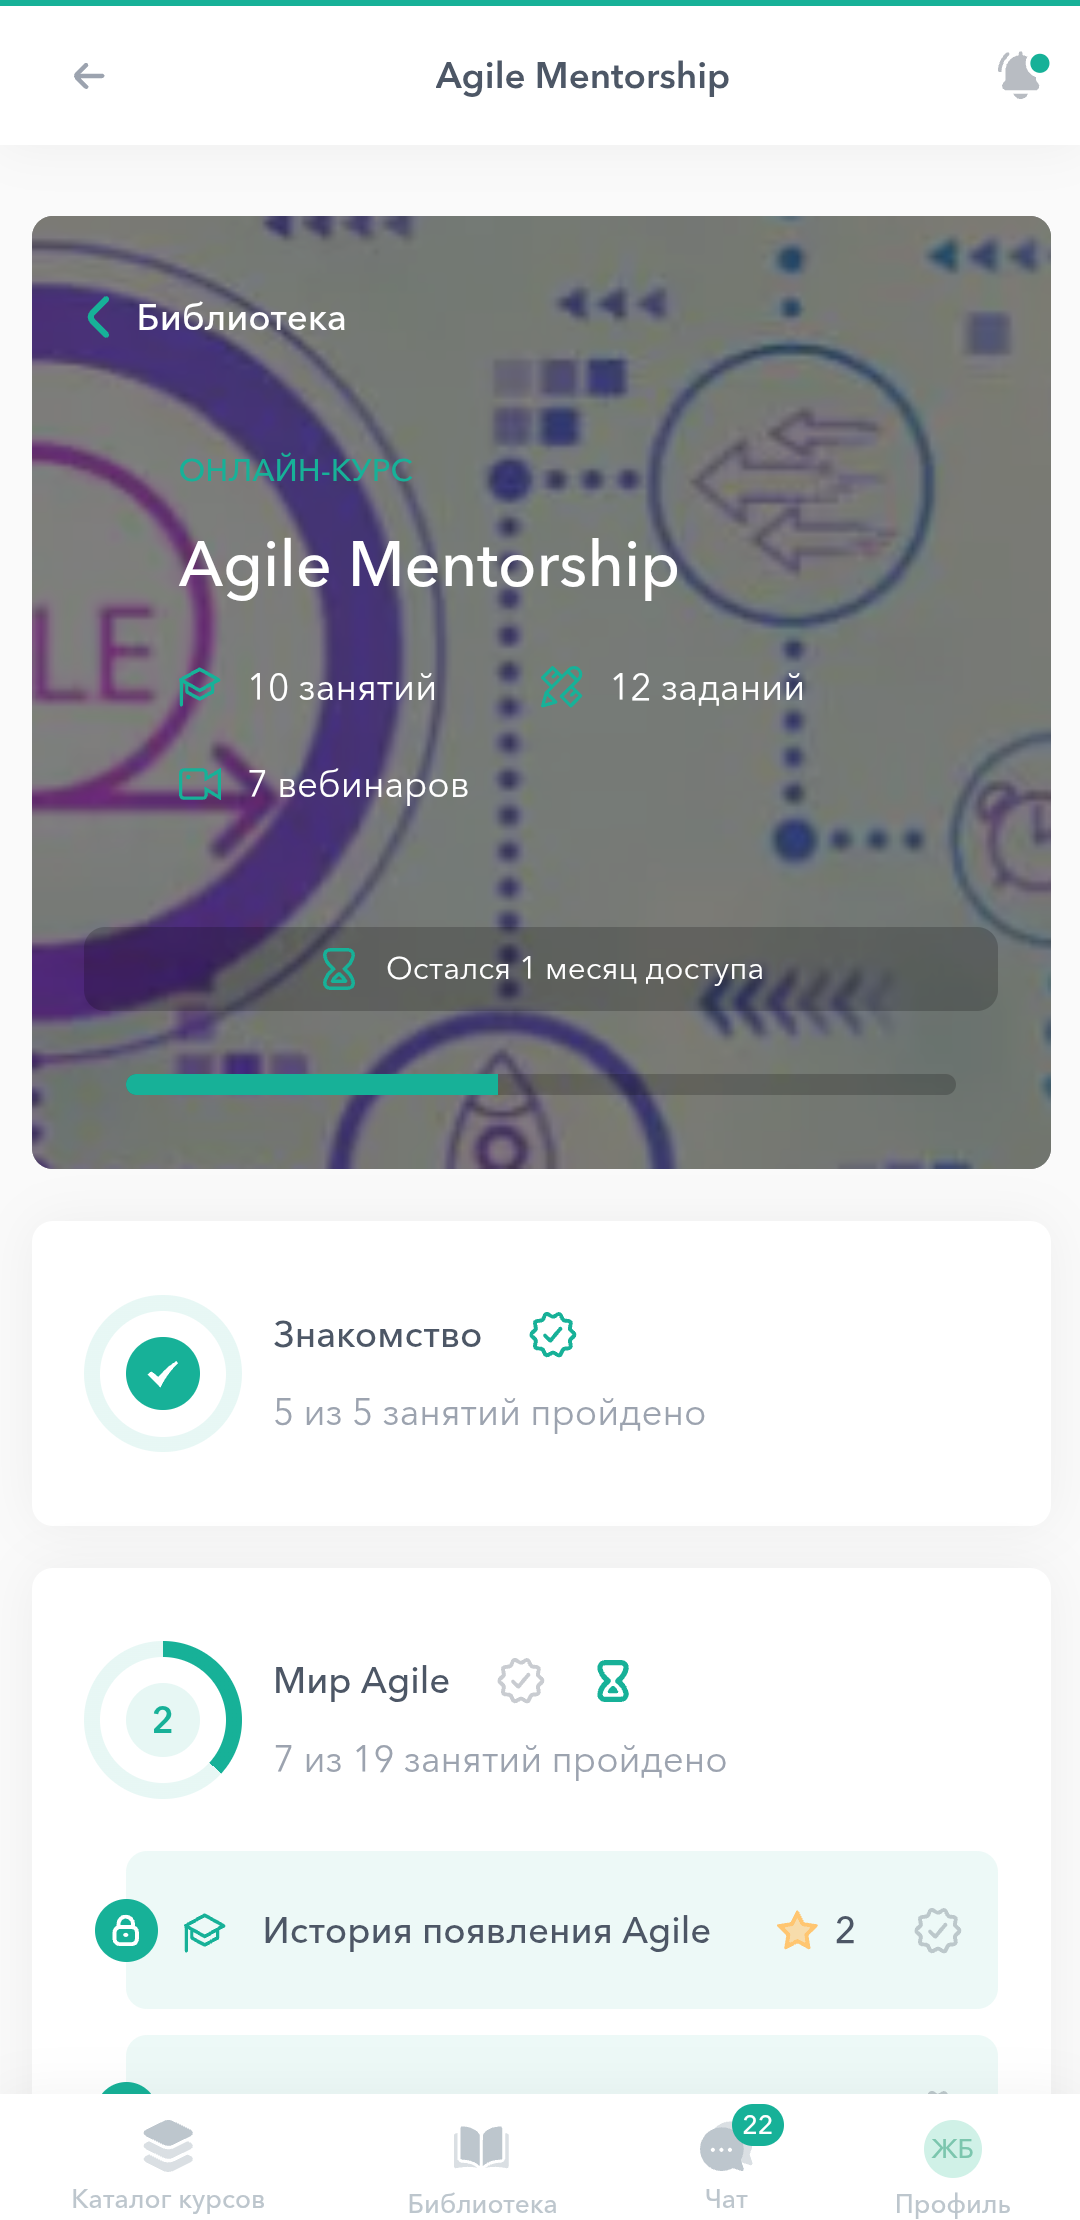 Agile Mentorship
Библиотека
ОНЛАЙН-КУРС
Agile Mentorship
10 занятий
12 заданий
7 вебинаров
Остался 1 месяц доступа
Знакомство
5 из 5 занятий пройдено
2
Мир Agile
7 из 19 занятий пройдено
История появления Agile
2
22
ЖБ
Каталог курсов
Библиотека
Чат
Профиль